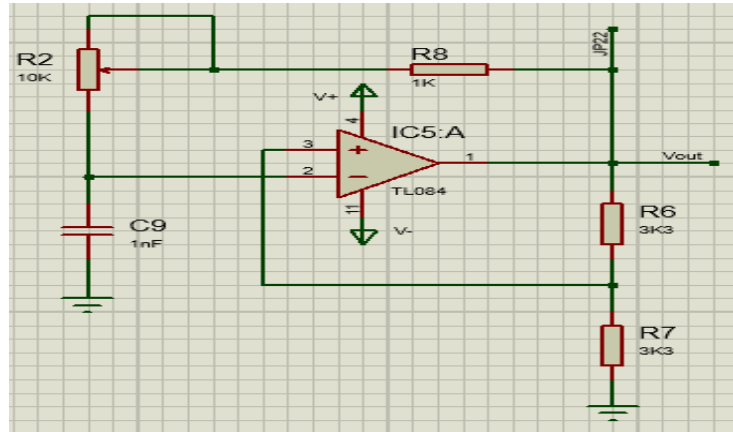 JP22
R2
10K
R8
1K
V+
4
IC5:A
3
+
1
Vout
2
−
TL084
11
V-
R6
3K3
C9
1nF
R7
3K3